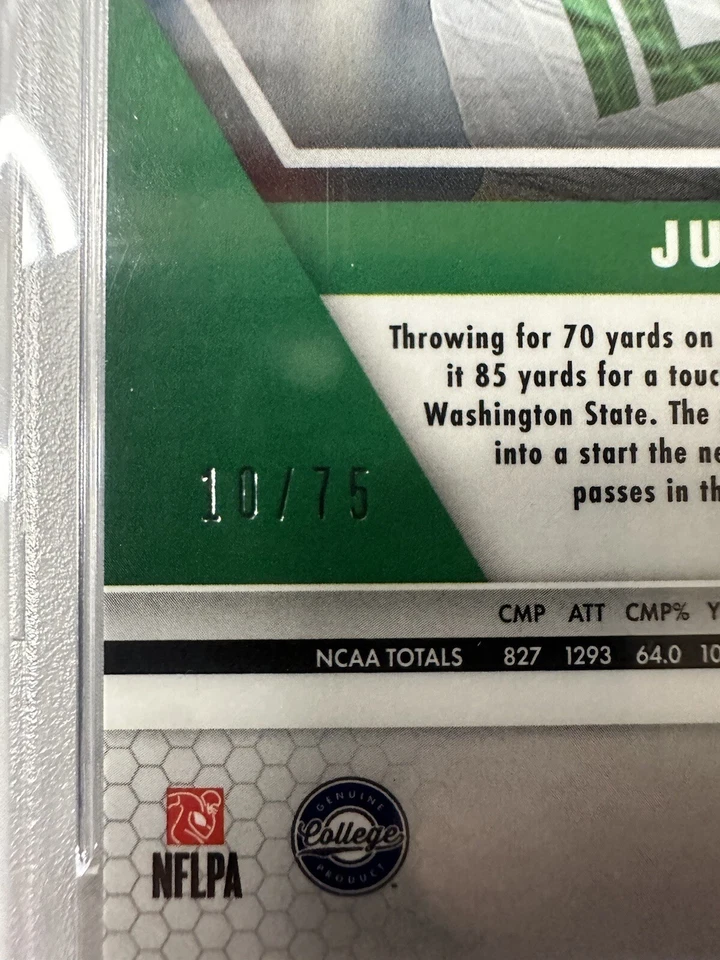 JU
Throwing for 70 yards on
it 85 yards for a touc
Washington State. The
into a start the ne
passes in th
10/75
CMP ATT CMP% Y
NCAA TOTALS 827 1293 64.0 10
NFLPA
GENUINE
College
PRODUCT